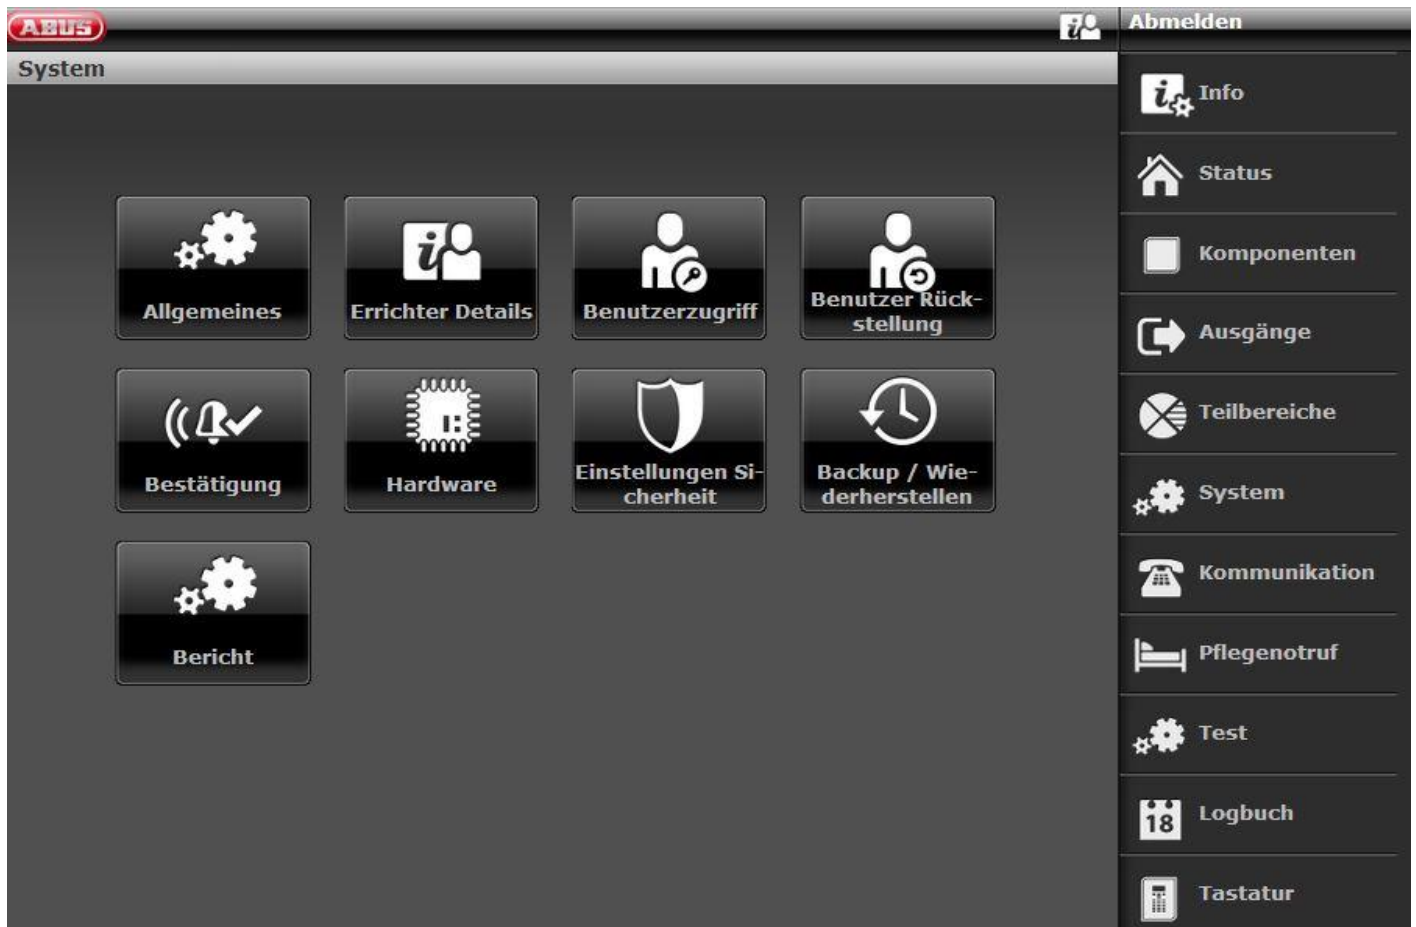 ABUS
Abmelden
System
Info
Status
Komponenten
Ausgänge
Teilbereiche
System
Kommunikation
Pflegenotruf
Test
18
Logbuch
Tastatur
Allgemeines
Errichter Details
Benutzerzugriff
Benutzer Rück-
stellung
Bestätigung
Hardware
Einstellungen Si-
cherheit
Backup / Wie-
derherstellen
Bericht